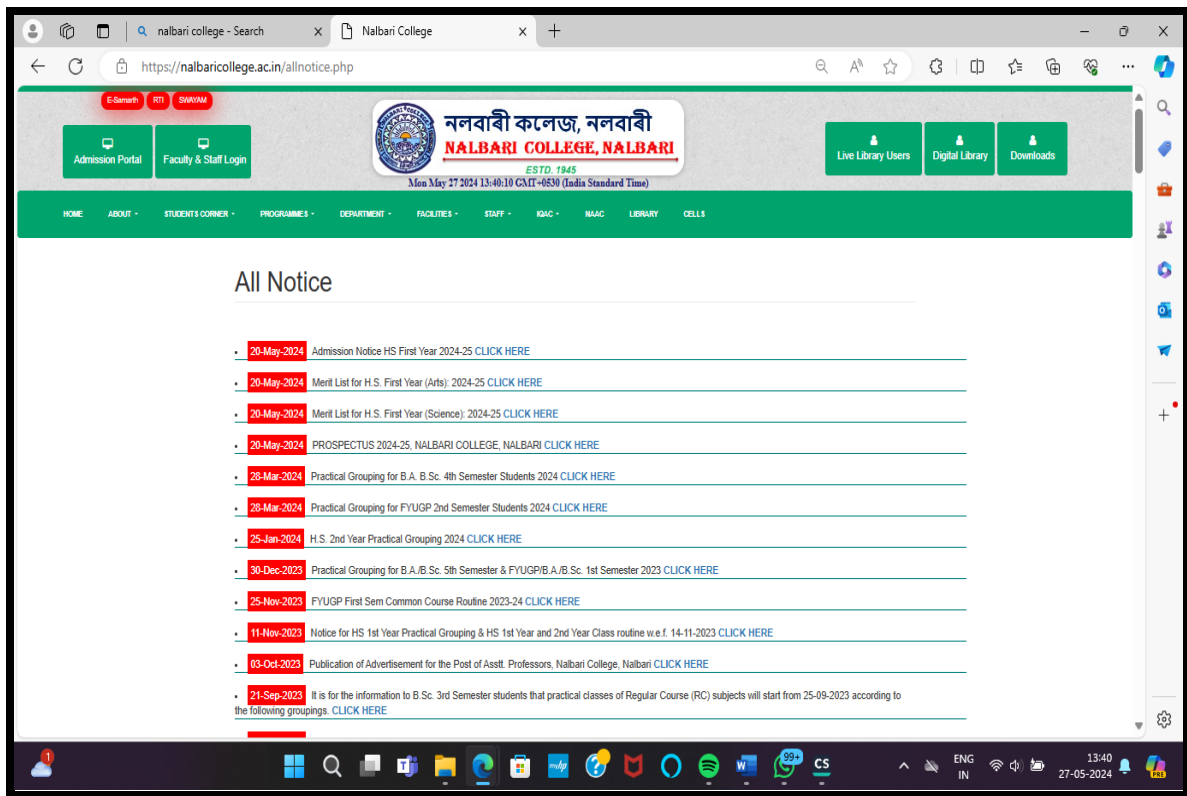 nalbari college - Search
Nalbari College
https://nalbaricollege.ac.in/allnotice.php
E-Samarth RTI SWAYAM
Admission Portal
Faculty & Staff Login
নলবাৰী কলেজ, নলবাৰী
NALBARI COLLEGE, NALBARI
ESTD. 1945
Mon May 27 2024 13:40:10 GMT+0530 (India Standard Time)
Live Library Users
Digital Library
Downloads
HOME ABOUT STUDENTS CORNER PROGRAMMES DEPARTMENT FACILITIES STAFF IQAC NAAC LIBRARY CELLS
All Notice
20-May-2024 Admission Notice HS First Year 2024-25 CLICK HERE
20-May-2024 Merit List for H.S. First Year (Arts): 2024-25 CLICK HERE
20-May-2024 Merit List for H.S. First Year (Science): 2024-25 CLICK HERE
20-May-2024 PROSPECTUS 2024-25, NALBARI COLLEGE, NALBARI CLICK HERE
28-Mar-2024 Practical Grouping for B.A. B.Sc. 4th Semester Students 2024 CLICK HERE
28-Mar-2024 Practical Grouping for FYUGP 2nd Semester Students 2024 CLICK HERE
25-Jan-2024 H.S. 2nd Year Practical Grouping 2024 CLICK HERE
30-Dec-2023 Practical Grouping for B.A./B.Sc. 5th Semester & FYUGP/B.A./B.Sc. 1st Semester 2023 CLICK HERE
25-Nov-2023 FYUGP First Sem Common Course Routine 2023-24 CLICK HERE
11-Nov-2023 Notice for HS 1st Year Practical Grouping & HS 1st Year and 2nd Year Class routine w.e.f. 14-11-2023 CLICK HERE
03-Oct-2023 Publication of Advertisement for the Post of Asstt. Professors, Nalbari College, Nalbari CLICK HERE
21-Sep-2023 It is for the information to B.Sc. 3rd Semester students that practical classes of Regular Course (RC) subjects will start from 25-09-2023 according to
the following groupings. CLICK HERE
1
99+
CS
ENG
IN
13:40
27-05-2024
PRE